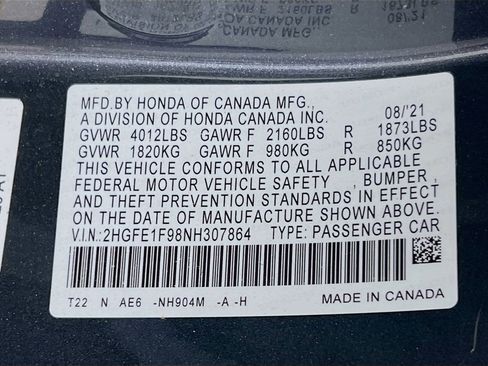 MFD.BY HONDA OF CANADA MFG.,
A DIVISION OF HONDA CANADA INC. 08/'21
GVWR 4012LBS GAWR F 2160LBS R 1873LBS
GVWR 1820KG GAWR F 980KG R 850KG
THIS VEHICLE CONFORMS TO ALL APPLICABLE
FEDERAL MOTOR VEHICLE SAFETY , BUMPER ,
AND THEFT PREVENTION STANDARDS IN EFFECT
ON THE DATE OF MANUFACTURE SHOWN ABOVE.
V.I.N:2HGFE1F98NH307864 TYPE: PASSENGER CAR
T22 N AE6 -NH904M -A -H
MADE IN CANADA